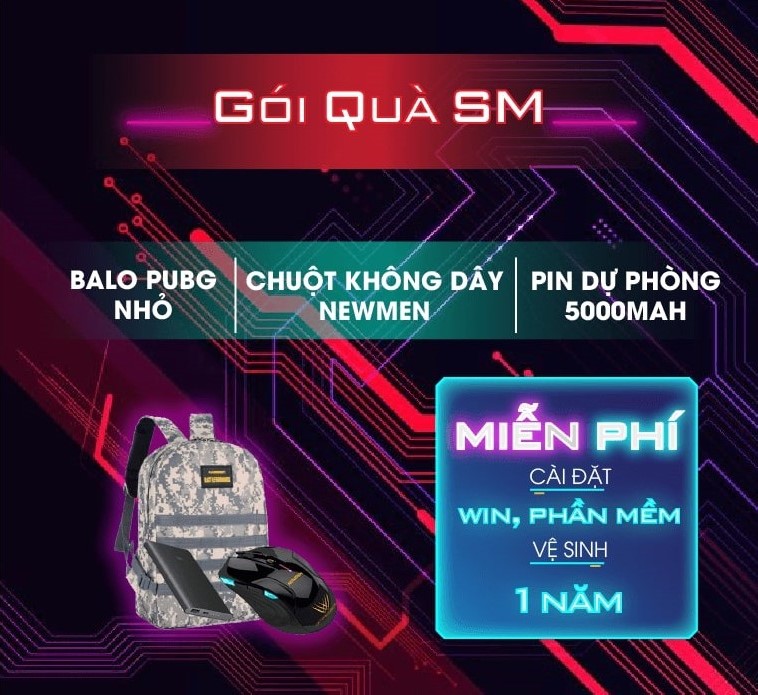 GÓI QUÀ SM
BALO PUBG
NHỎ
CHUỘT KHÔNG DÂY
NEWMEN
PIN DỰ PHÒNG
5000MAH
MIỄN PHÍ
CÀI ĐẶT
WIN, PHẦN MỀM
VỆ SINH
1 NĂM